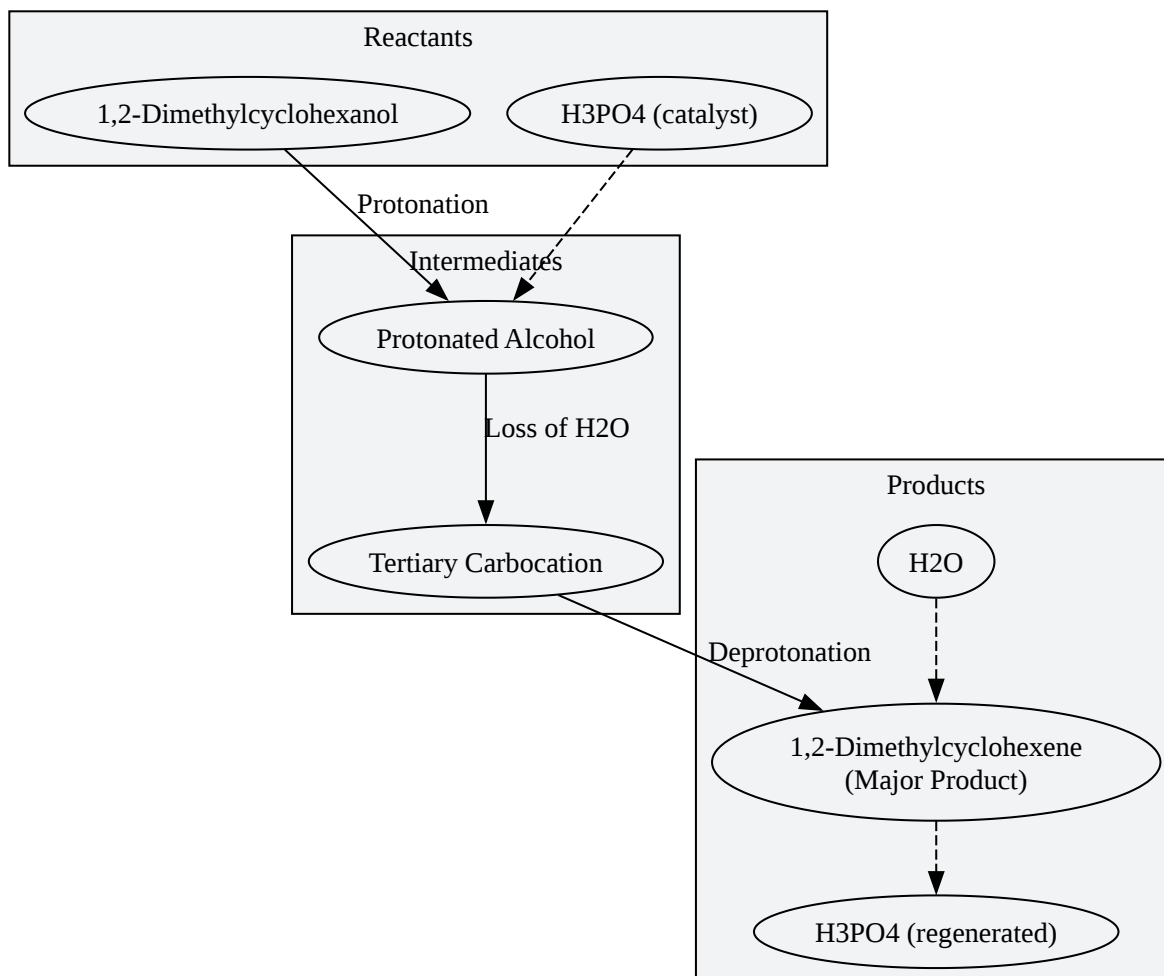 Reactants
1,2-Dimethylcyclohexanol
H3PO4 (catalyst)
Protonation
Intermediates
Protonated Alcohol
Loss of H2O
Products
Tertiary Carbocation
H2O
Deprotonation
1,2-Dimethylcyclohexene
(Major Product)
H3PO4 (regenerated)